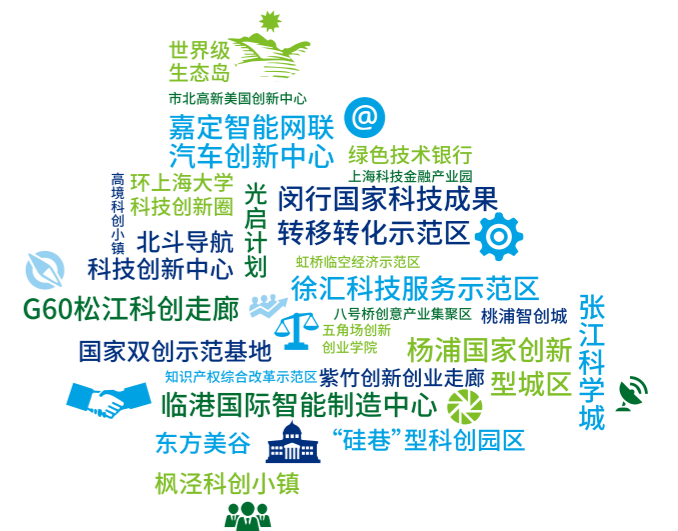 世界级
生态岛
市北高新美国创新中心
嘉定智能网联
汽车创新中心
@
绿色技术银行
上海科技金融产业园
高境科创小镇
环上海大学
科技创新圈
光启计划
闵行国家科技成果
转移转化示范区
北斗导航
科技创新中心
虹桥临空经济示范区
徐汇科技服务示范区
G60松江科创走廊
八号桥创意产业集聚区
桃浦智创城
张江科学城
五角场创新
创业学院
国家双创示范基地
杨浦国家创新
型城区
知识产权综合改革示范区
紫竹创新创业走廊
临港国际智能制造中心
东方美谷
“硅巷”型科创园区
枫泾科创小镇